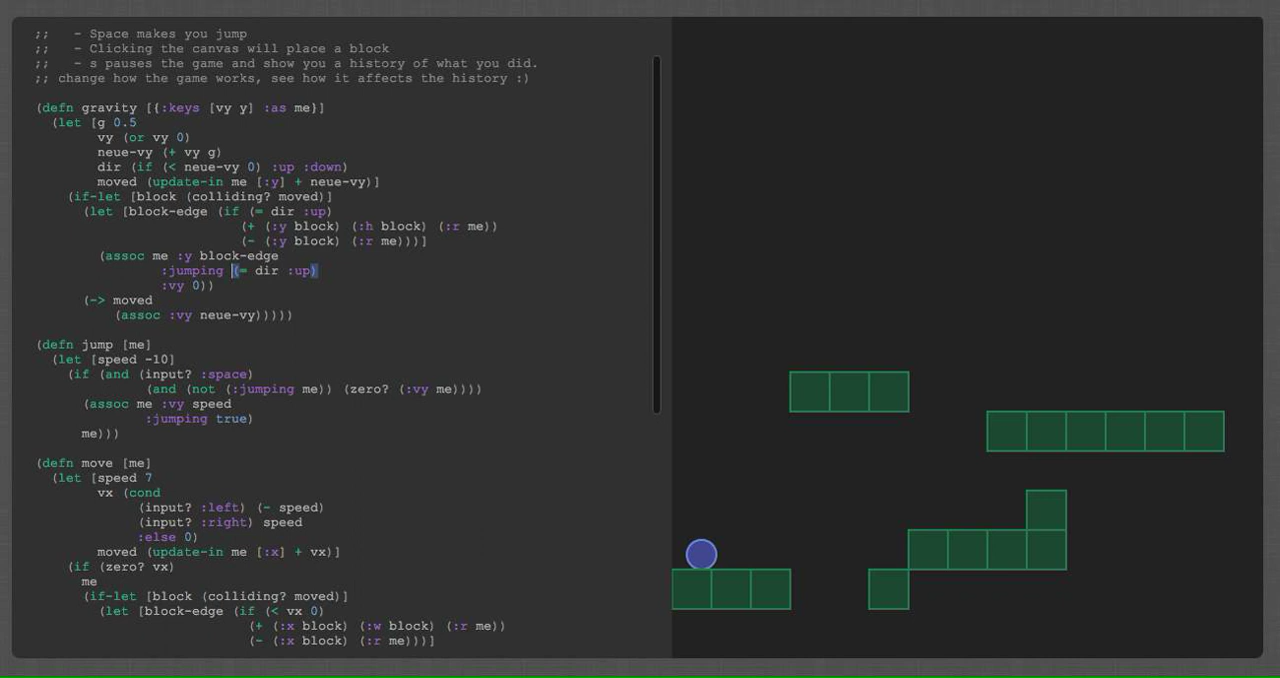 ;;   - Space makes you jump
;;   - Clicking the canvas will place a block
;;   - s pauses the game and show you a history of what you did.
;; change how the game works, see how it affects the history :)
(defn gravity [{:keys [vy y] :as me}]
(let [g 0.5
vy (or vy 0)
neue-vy (+ vy g)
dir (if (< neue-vy 0) :up :down)
moved (update-in me [:y] + neue-vy)]
(if-let [block (colliding? moved)]
(let [block-edge (if (= dir :up)
(+ (:y block) (:h block) (:r me))
(- (:y block) (:r me)))]
(assoc me :y block-edge
:jumping (= dir :up)
:vy 0))
(-> moved
(assoc :vy neue-vy)))))
(defn jump [me]
(let [speed -10]
(if (and (input? :space)
(and (not (:jumping me)) (zero? (:vy me))))
(assoc me :vy speed
:jumping true)
me)))
(defn move [me]
(let [speed 7
vx (cond
(input? :left) (- speed)
(input? :right) speed
:else 0)
moved (update-in me [:x] + vx)]
(if (zero? vx)
me
(if-let [block (colliding? moved)]
(let [block-edge (if (< vx 0)
(+ (:x block) (:w block) (:r me))
(- (:x block) (:r me)))]